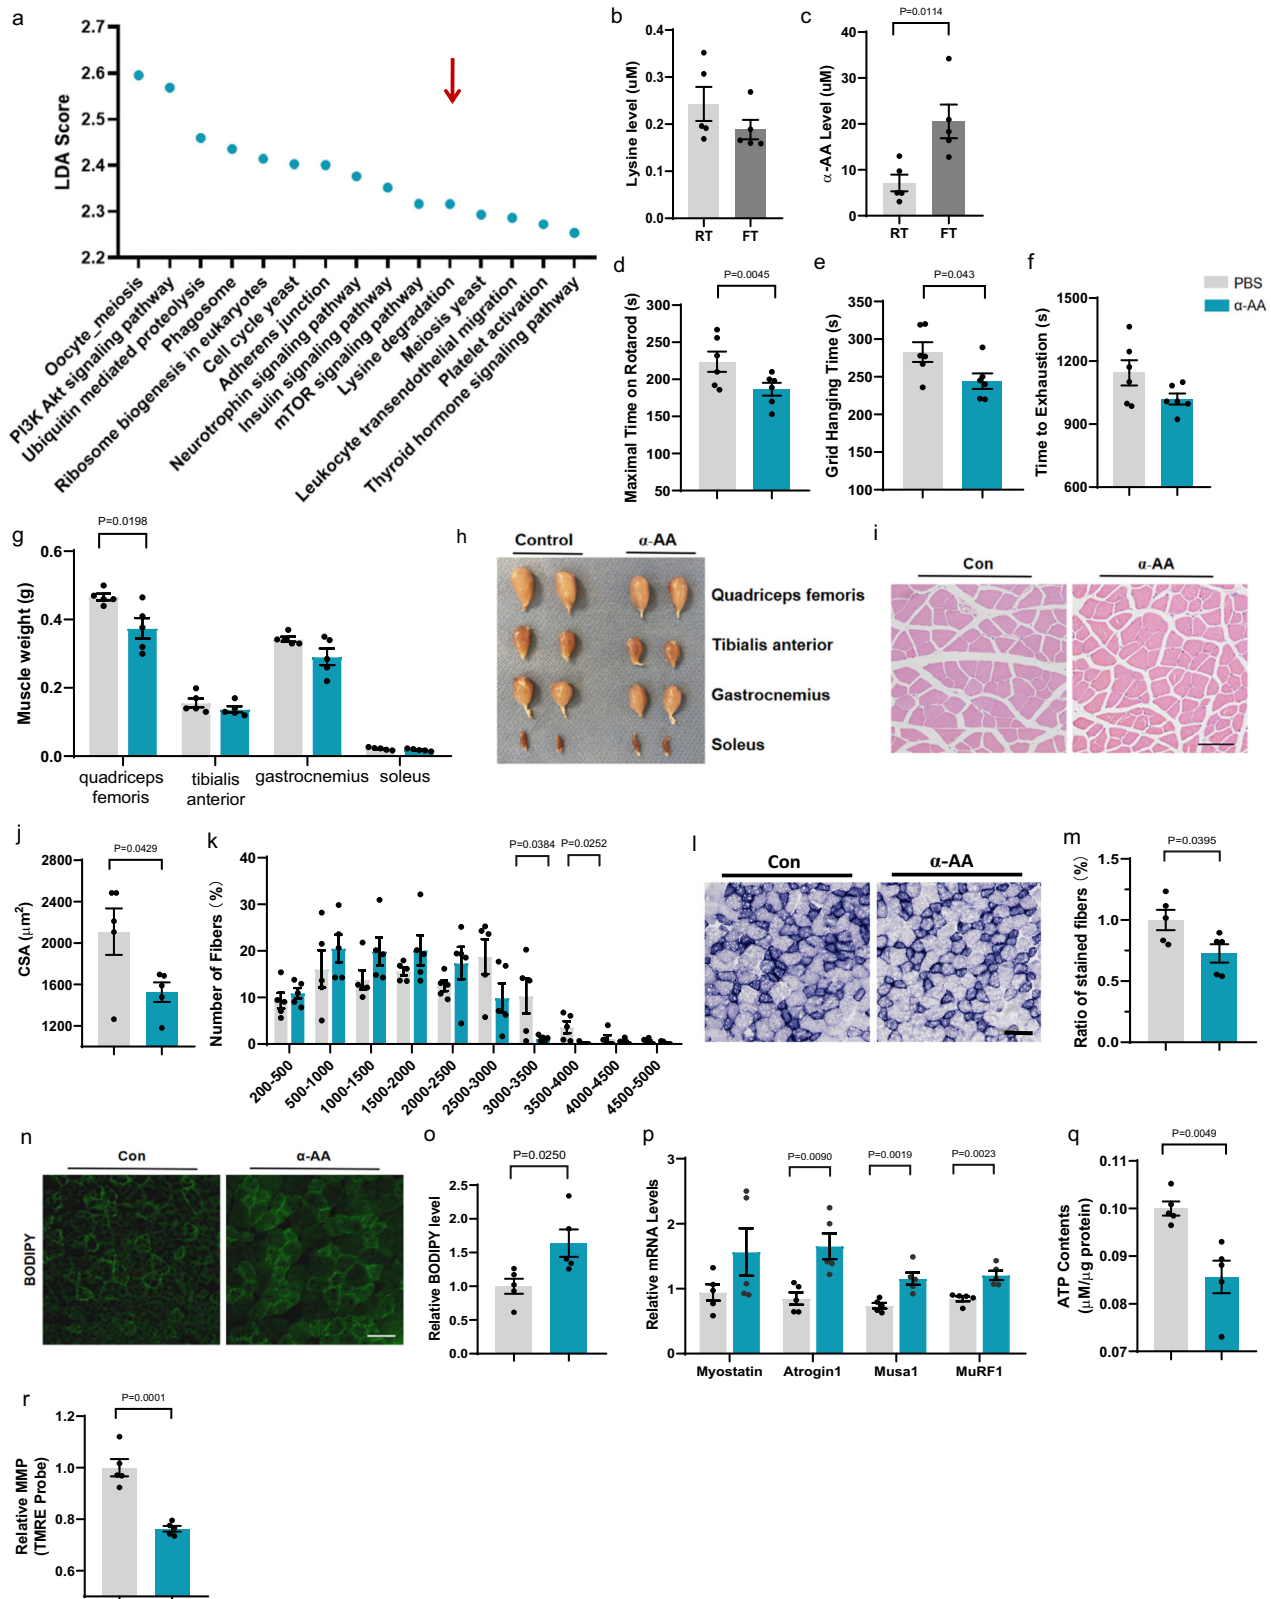 a
LDA Score
2.7
2.6
2.5
2.4
2.3
2.2
Oocyte_meiosis
PI3K Akt signaling pathway
Ubiquitin mediated proteolysis
Phagosome
Ribosome biogenesis in eukaryotes
Cell cycle yeast
Adherens junction
Neurotrophin signaling pathway
Insulin signaling pathway
mTOR signaling pathway
Lysine degradation
Meiosis yeast
Leukocyte transendothelial migration
Platelet activation
Thyroid hormone signaling pathway
b
Lysine level (uM)
0.4
0.3
0.2
0.1
0.0
RT FT
c
P=0.0114
α-AA Level (uM)
40
30
20
10
0
RT FT
d
P=0.0045
Maximal Time on Rotarod (s)
300
250
200
150
100
50
e
P=0.043
Grid Hanging Time (s)
350
300
250
200
150
100
f
Time to Exhaustion (s)
1500
1200
900
600
PBS
α-AA
g
P=0.0198
Muscle weight (g)
0.6
0.4
0.2
0.0
quadriceps femoris
tibialis anterior
gastrocnemius
soleus
h
Control α-AA
Quadriceps femoris
Tibialis anterior
Gastrocnemius
Soleus
i
Con α-AA
j
P=0.0429
CSA (μm²)
2800
2400
2000
1600
1200
k
P=0.0384
P=0.0252
Number of Fibers (%)
40
30
20
10
0
200-500
500-1000
1000-1500
1500-2000
2000-2500
2500-3000
3000-3500
3500-4000
4000-4500
4500-5000
l
Con α-AA
m
P=0.0395
Ratio of stained fibers (%)
1.5
1.0
0.5
0.0
n
Con α-AA
BODIPY
o
P=0.0250
Relative BODIPY level
2.5
2.0
1.5
1.0
0.5
0.0
p
P=0.0090
P=0.0019
P=0.0023
Relative mRNA Levels
3
2
1
0
Myostatin Atrogin1 Musa1 MuRF1
q
P=0.0049
ATP Contents
(μM/μg protein)
0.11
0.10
0.09
0.08
0.07
r
P=0.0001
Relative MMP
(TMRE Probe)
1.2
1.0
0.8
0.6